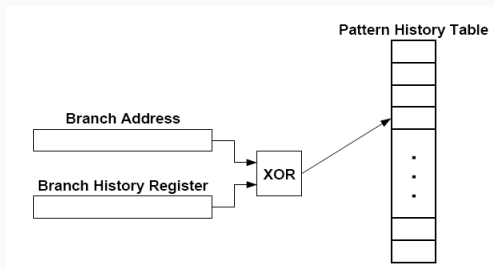 Pattern History Table
Branch Address
XOR
Branch History Register